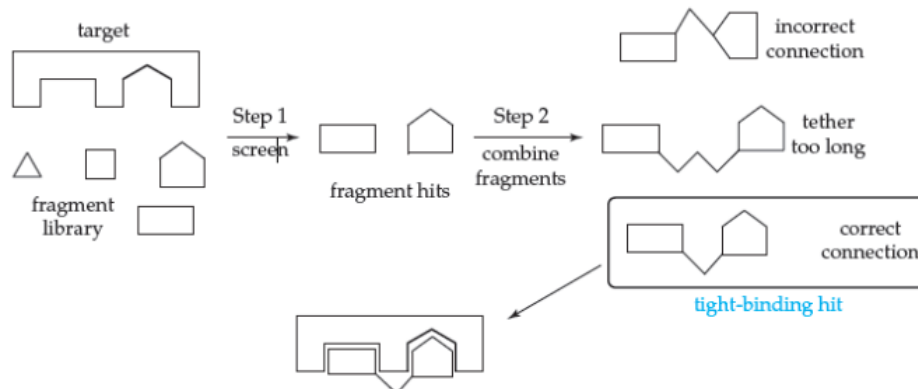 target
Step 1
screen
fragment
library
fragment hits
Step 2
combine
fragments
incorrect
connection
tether
too long
correct
connection
tight-binding hit